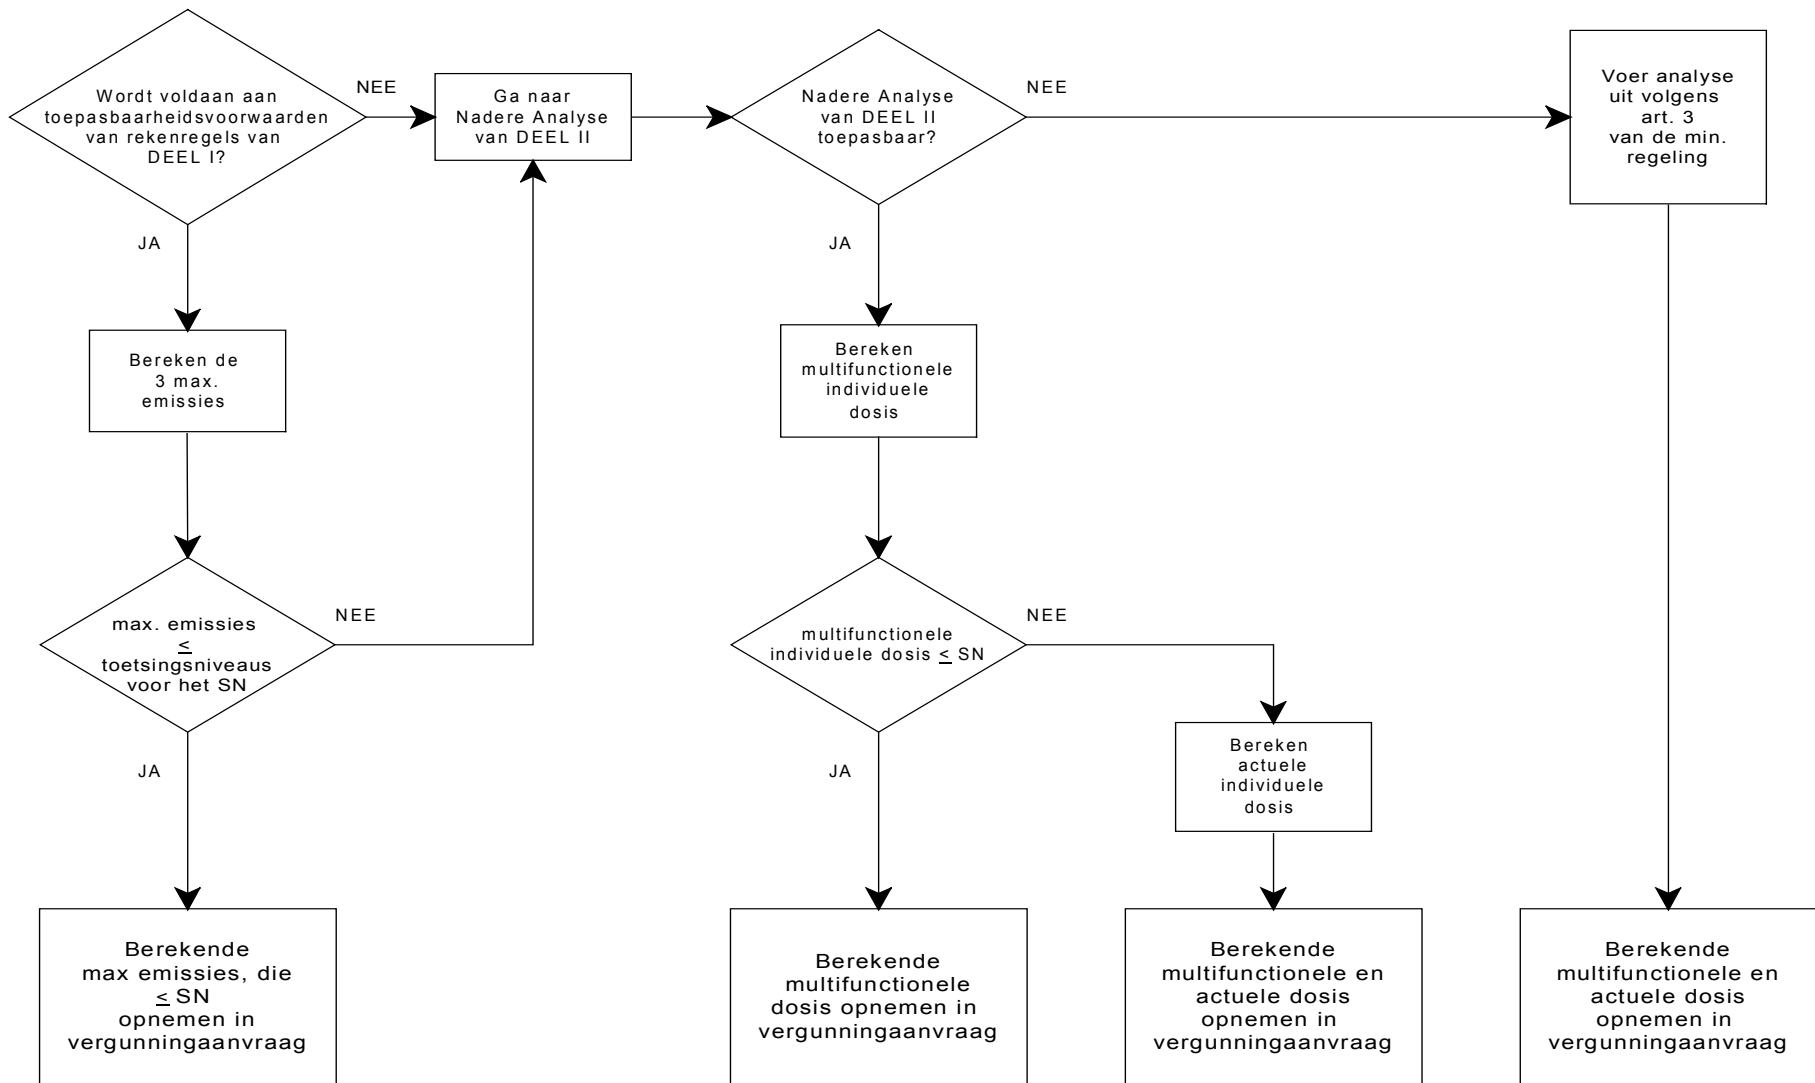 Wordt voldaan aan
toepasbaarheidsvoorwaarden
van rekenregels van
DEEL I?
NEE
JA
Ga naar
Nadere Analyse
van DEEL II
Nadere Analyse
van DEEL II
toepasbaar?
NEE
JA
Voer analyse
uit volgens
art. 3
van de min.
regeling
Bereken de
3 max.
emissies
Bereken
multifunctionele
individuele
dosis
max. emissies
≤
toetsingsniveaus
voor het SN
NEE
JA
multifunctionele
individuele dosis ≤ SN
NEE
JA
Bereken
actuele
individuele
dosis
Berekende
max emissies, die
≤ SN
opnemen in
vergunningaanvraag
Berekende
multifunctionele
dosis opnemen in
vergunningaanvraag
Berekende
multifunctionele en
actuele dosis
opnemen in
vergunningaanvraag
Berekende
multifunctionele en
actuele dosis
opnemen in
vergunningaanvraag